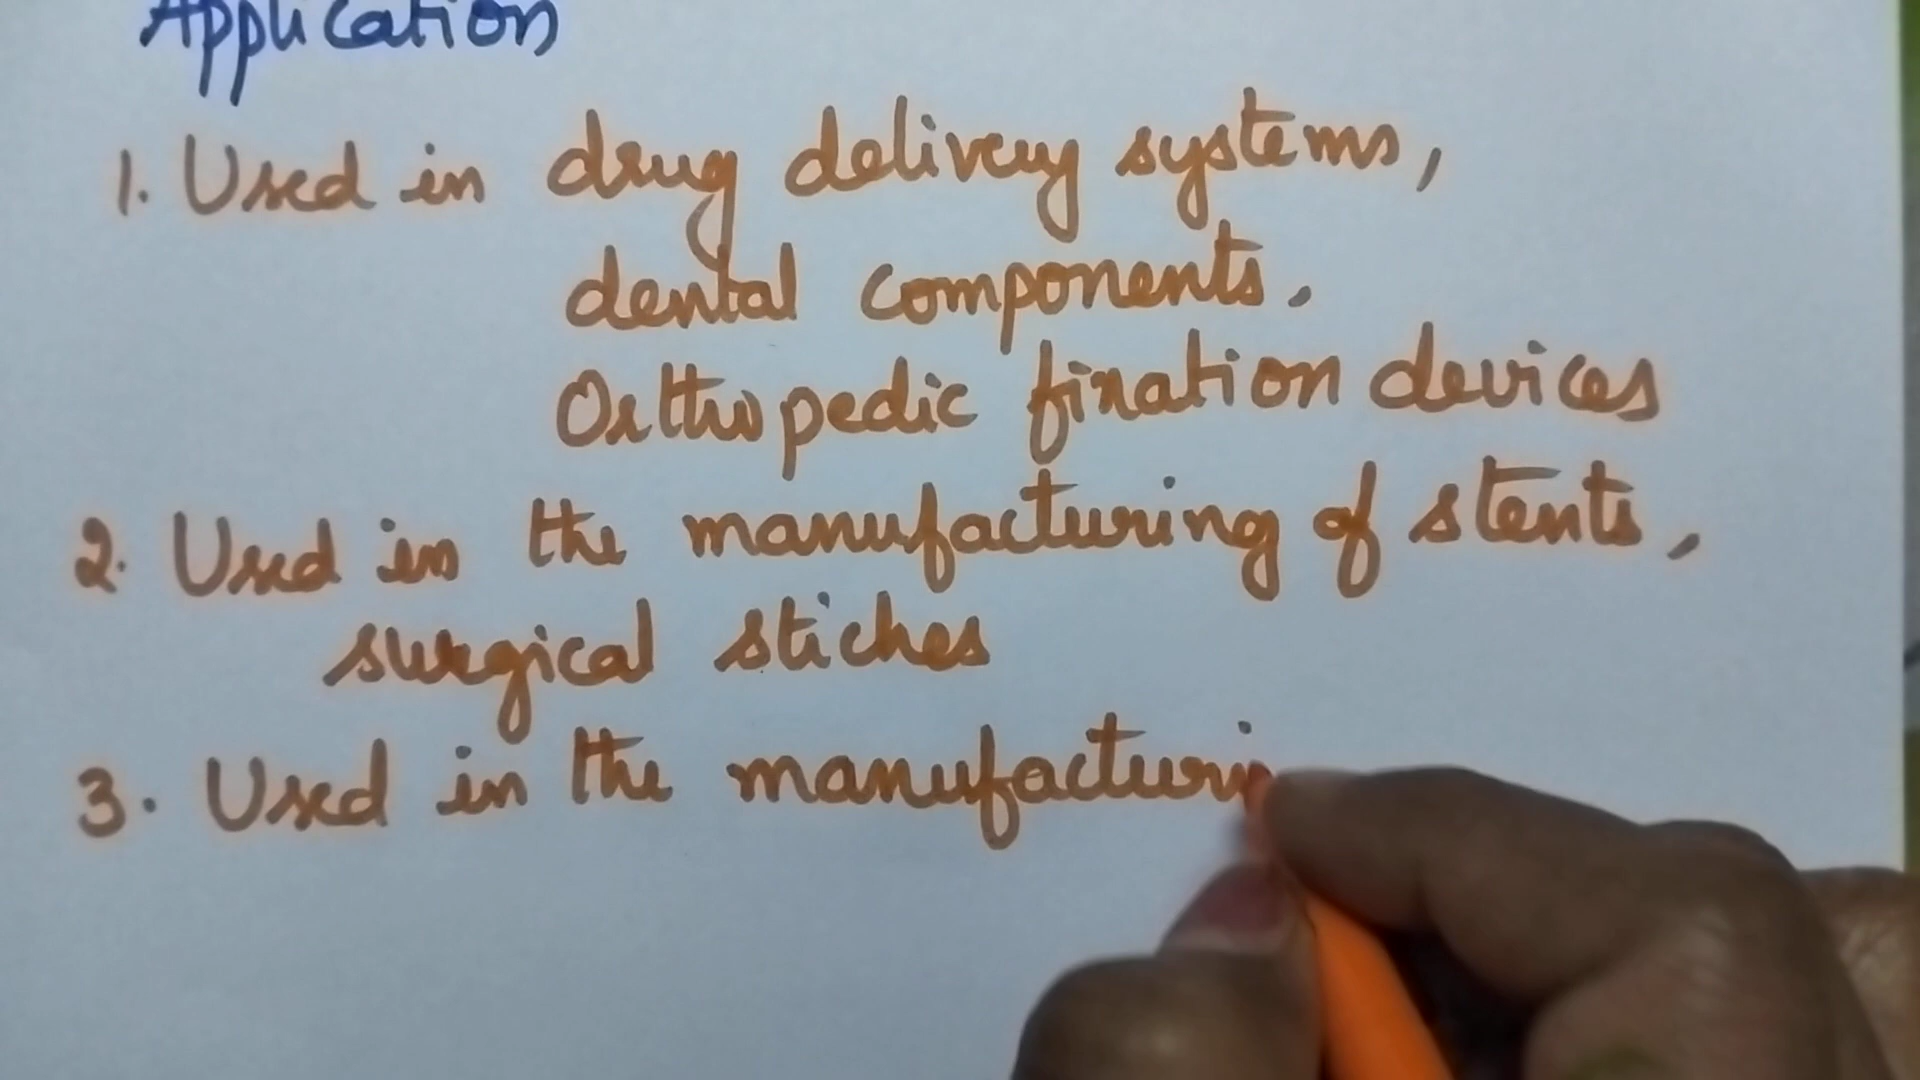 Application
1. Used in drug delivery systems,
dental components.
Orthopedic fixation devices
2. Used in the manufacturing of stents,
surgical stiches
3. Used in the manufacturi